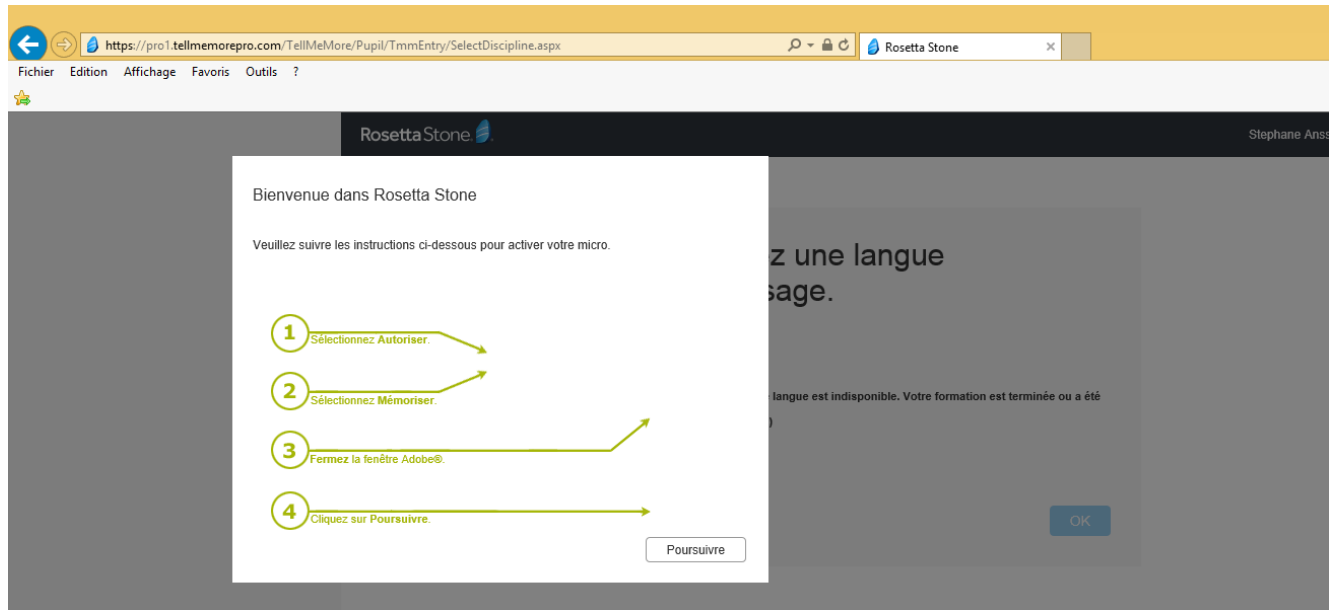 https://pro1.tellmemorepro.com/TellMeMore/Pupil/TmmEntry/SelectDiscipline.aspx
Rosetta Stone
Fichier Edition Affichage Favoris Outils ?
RosettaStone.
Stephane Anss
Bienvenue dans Rosetta Stone
Veuillez suivre les instructions ci-dessous pour activer votre micro.
z une langue
sage.
1 Sélectionnez Autoriser.
2 Sélectionnez Mémoriser.
langue est indisponible. Votre formation est terminée ou a été
)
3 Fermez la fenêtre Adobe®.
4 Cliquez sur Poursuivre.
OK
Poursuivre